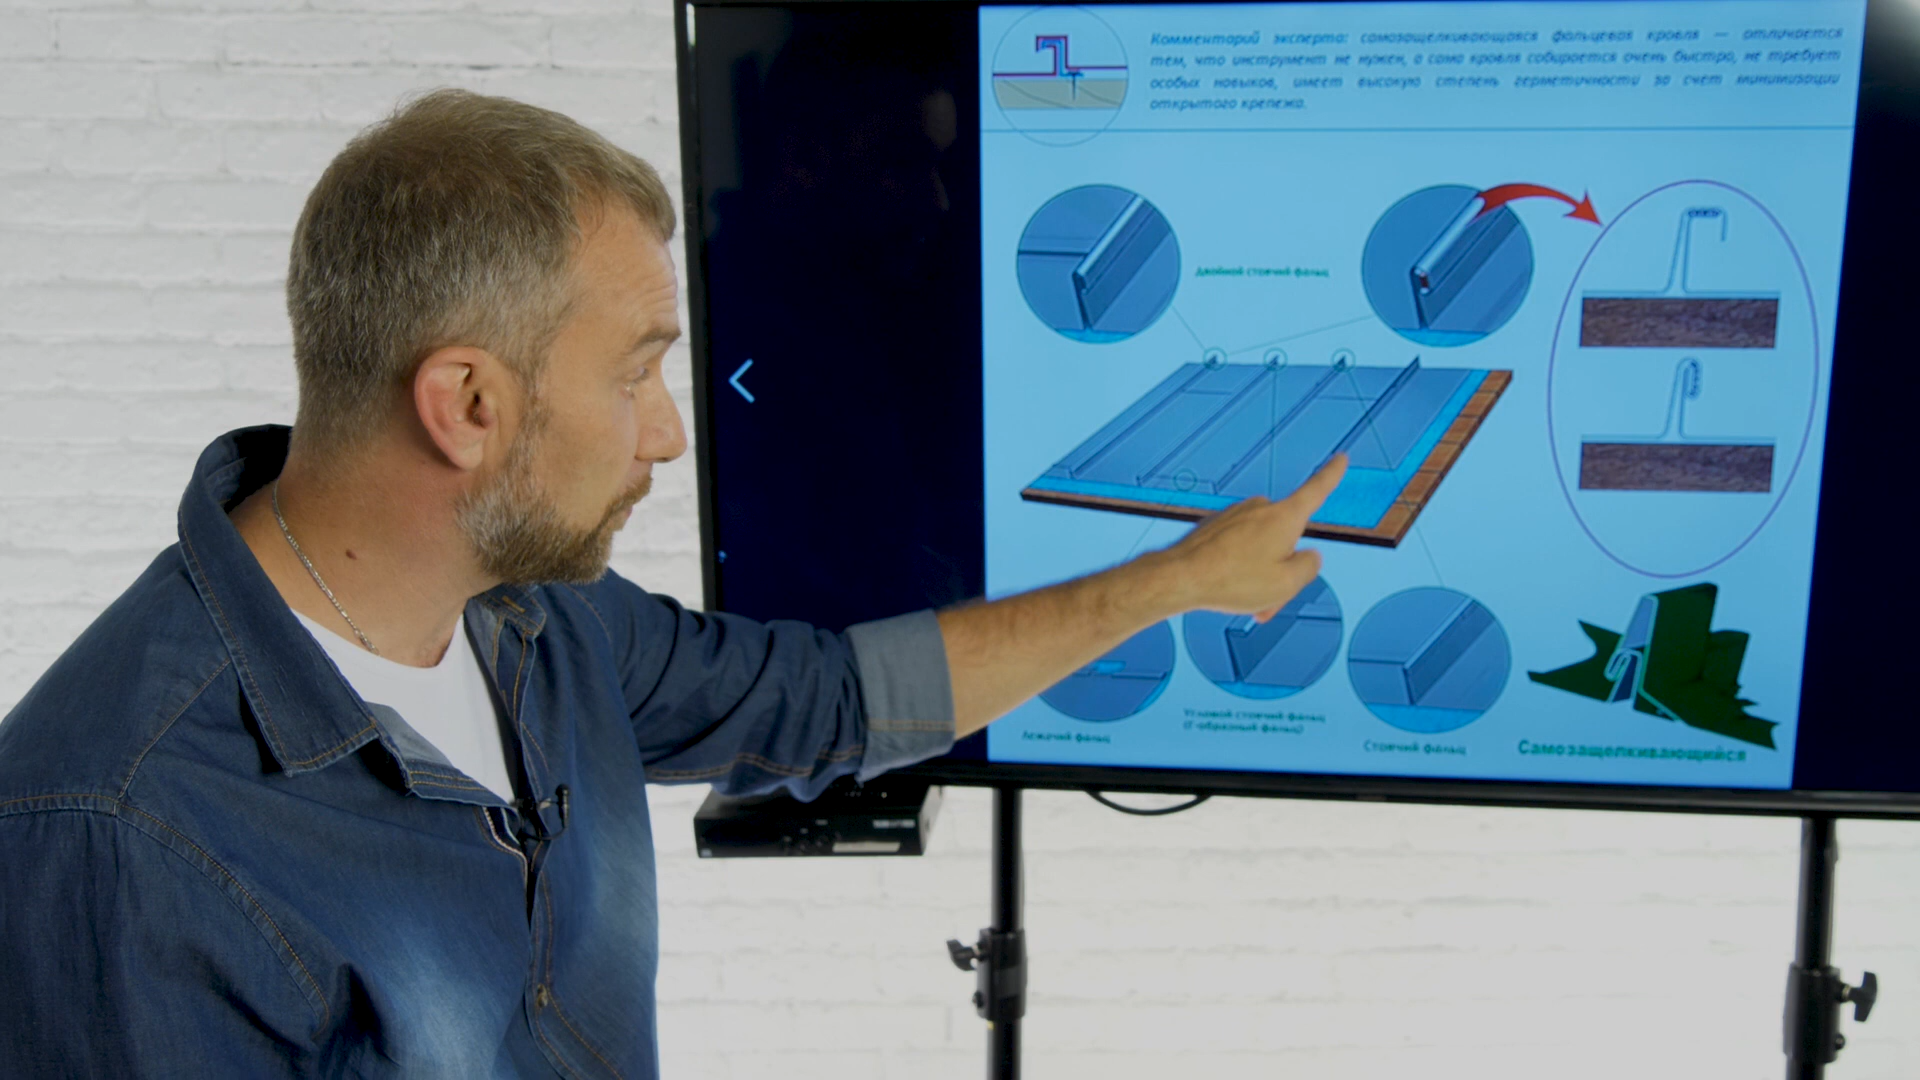 Комментарий эксперта: самозащелкивающаяся фальцевая кровля — отличается
тем, что инструмент не нужен, а сама кровля собирается очень быстро, не требует
особых навыков, имеет высокую степень герметичности за счет минимизации
открытого крепежа.
Двойной стоячий фальц
Лежачий фальц
Угловой стоячий фальц
(Г-образный фальц)
Стоячий фальц
Самозащелкивающийся